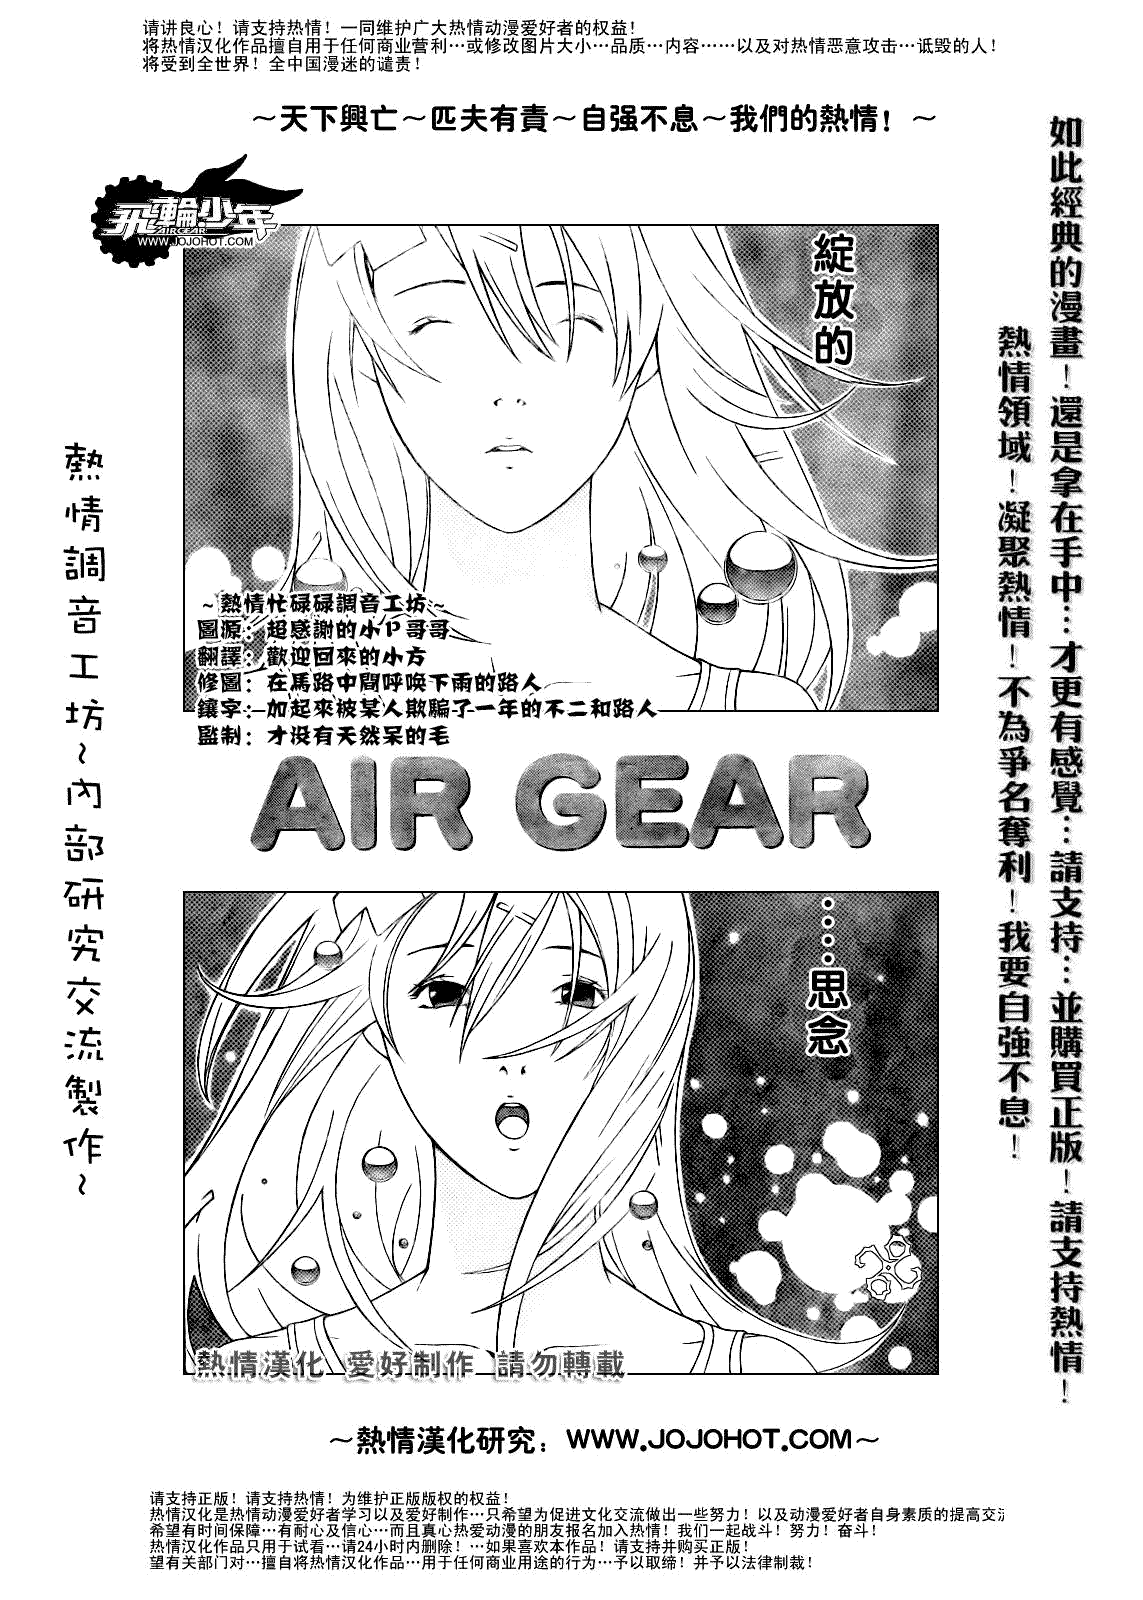 请讲良心！请支持热情！一同维护广大热情动漫爱好者的权益！
将热情汉化作品擅自用于任何商业营利…或修改图片大小…品质…内容……以及对热情恶意攻击…诋毁的人！
将受到全世界！全中国漫迷的谴责！
～天下興亡～匹夫有責～自强不息～我們的熱情！～
飛輪少年
AIRGEAR
WWW.JOJOHOT.COM
如此經典的漫畫！還是拿在手中…才更有感覺…請支持…並購買正版！請支持熱情！
熱情領域！凝聚熱情！不為爭名奪利！我要自強不息！
綻放的
熱情調音工坊~內部研究交流製作~
~熱情忙碌碌調音工坊~
圖源：超感謝的小P哥哥
翻譯：歡迎回來的小方
修圖：在馬路中間呼喚下雨的路人
鑲字：加起來被某人欺騙了一年的不二和路人
監制：才没有天然呆的毛
AIR GEAR
……思念
熱情漢化 愛好制作 請勿轉載
～熱情漢化研究：WWW.JOJOHOT.COM～
请支持正版！请支持热情！为维护正版版权的权益！
热情汉化是热情动漫爱好者学习以及爱好制作…只希望为促进文化交流做出一些努力！以及动漫爱好者自身素质的提高交流
希望有时间保障…有耐心及信心…而且真心热爱动漫的朋友报名加入热情！我们一起战斗！努力！奋斗！
热情汉化作品只用于试看…请24小时内删除！…如果喜欢本作品！请支持并购买正版！
望有关部门对…擅自将热情汉化作品…用于任何商业用途的行为…予以取缔！并予以法律制裁！